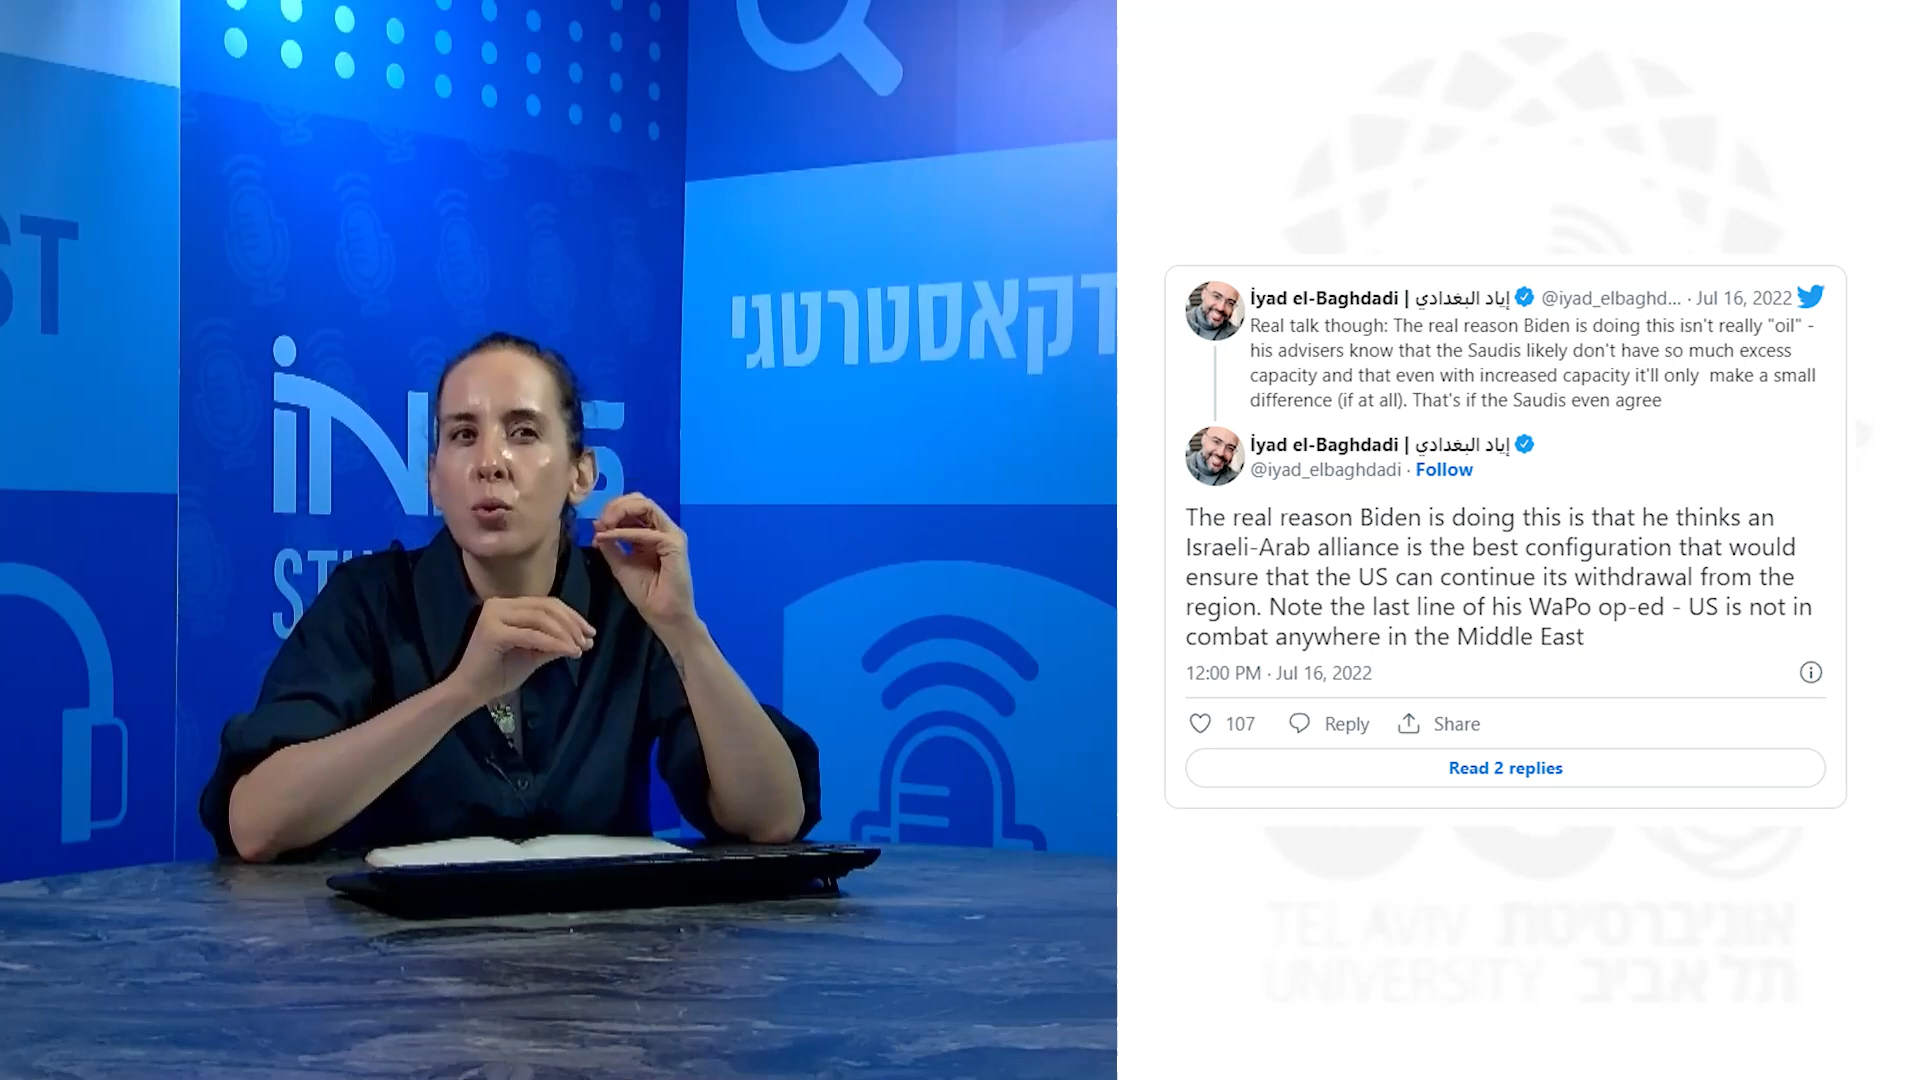 ST
דקאסטרטגי
iN S
ST
İyad el-Baghdadi | إياد البغدادي @iyad_elbaghd... · Jul 16, 2022
Real talk though: The real reason Biden is doing this isn't really "oil" -
his advisers know that the Saudis likely don't have so much excess
capacity and that even with increased capacity it'll only make a small
difference (if at all). That's if the Saudis even agree
İyad el-Baghdadi | إياد البغدادي
@iyad_elbaghdadi · Follow
The real reason Biden is doing this is that he thinks an
Israeli-Arab alliance is the best configuration that would
ensure that the US can continue its withdrawal from the
region. Note the last line of his WaPo op-ed - US is not in
combat anywhere in the Middle East
12:00 PM · Jul 16, 2022
107 Reply Share
Read 2 replies
TEL AVIV אוניברסיטת
UNIVERSITY תל אביב